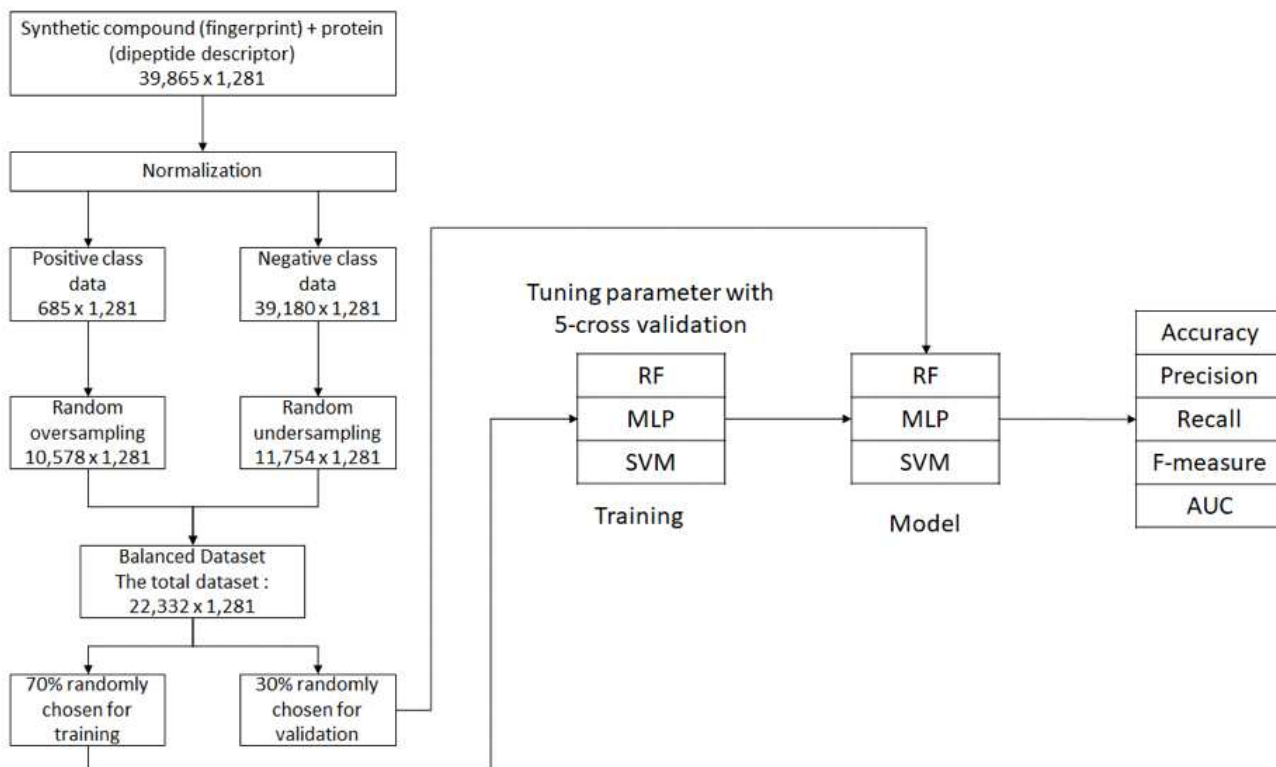 Synthetic compound (fingerprint) + protein
(dipeptide descriptor)
39,865 x 1,281
Normalization
Positive class
data
685 x 1,281
Negative class
data
39,180 x 1,281
Random
oversampling
10,578 x 1,281
Random
undersampling
11,754 x 1,281
Balanced Dataset
The total dataset :
22,332 x 1,281
70% randomly
chosen for
training
30% randomly
chosen for
validation
Tuning parameter with
5-cross validation
RF
MLP
SVM
Training
RF
MLP
SVM
Model
Accuracy
Precision
Recall
F-measure
AUC